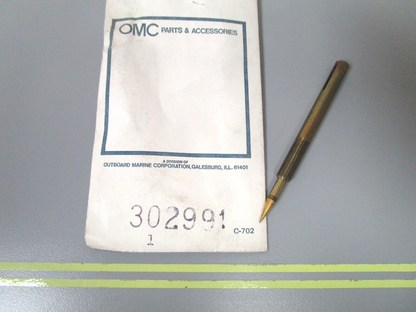 OMC PARTS & ACCESSORIES
A DIVISION OF
OUTBOARD MARINE CORPORATION, GALESBURG, ILL. 61401
302991
1
C-702